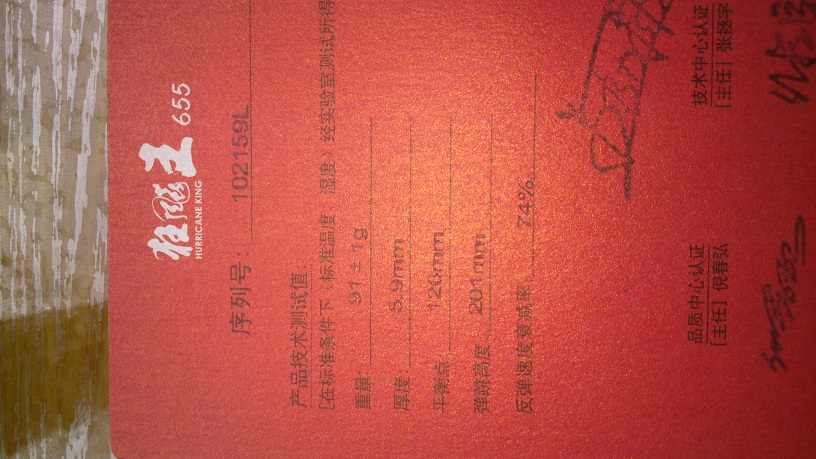 狂飚王 655
HURRICANE KING
序列号: 102159L
产品技术测试值
[在标准条件下（标准温度、湿度）经实验室测试所得
重量: 91±1g
厚度: 5.9mm
平衡点: 126mm
弹跳高度: 201mm
反弹速度衰减率: 74%
品质中心认证
[主任] 倪春弘
技术中心认证
[主任] 张拯宇